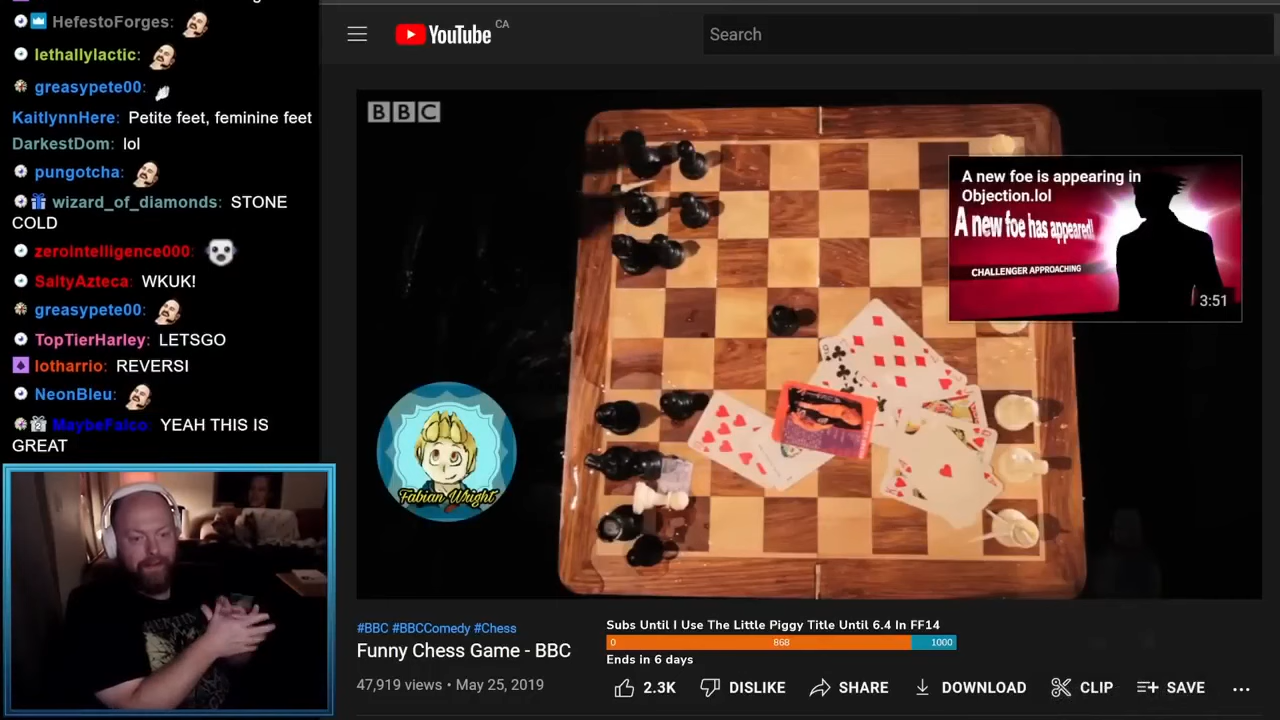 HefestoForges:
lethallylactic:
greasypete00:
KaitlynnHere: Petite feet, feminine feet
DarkestDom: lol
pungotcha:
wizard_of_diamonds: STONE
COLD
zerointelligence000:
SaltyAzteca: WKUK!
greasypete00:
TopTierHarley: LETSGO
lotharrio: REVERSI
NeonBleu:
MaybeFalco: YEAH THIS IS
GREAT
YouTube CA
Search
BBC
A new foe is appearing in
Objection.lol
A new foe has appeared!
CHALLENGER APPROACHING
3:51
Fabian Wright
#BBC #BBCComedy #Chess
Funny Chess Game - BBC
47,919 views • May 25, 2019
Subs Until I Use The Little Piggy Title Until 6.4 In FF14
0 868 1000
Ends in 6 days
2.3K DISLIKE SHARE DOWNLOAD CLIP SAVE